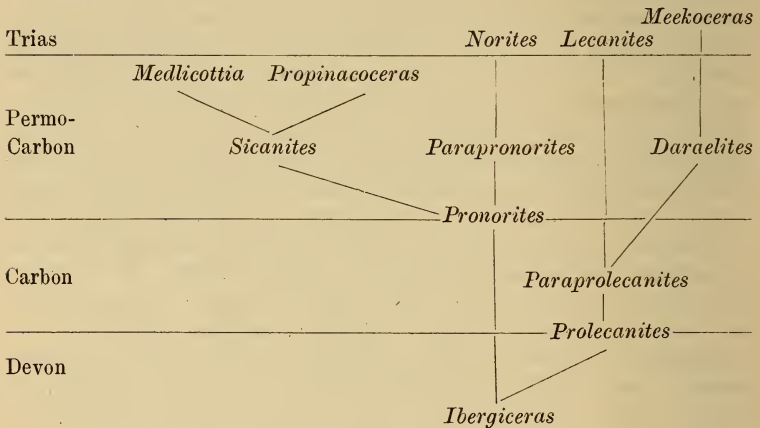 Meekoceras
Trias Norites Lecanites
Medlicottia Propinacoceras
Permo-
Carbon Sicanites Parapronorites Daraelites
Pronorites
Carbon Paraprolecanites
Prolecanites
Devon
Ibergiceras